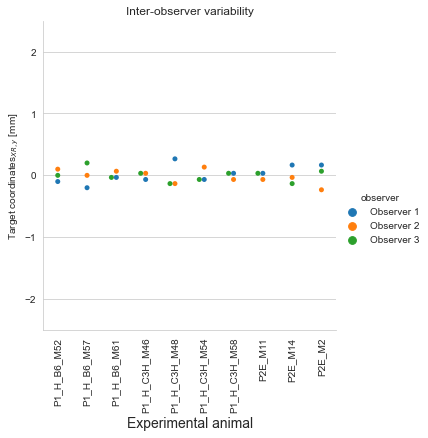 Inter-observer variability
Target coordinates_XR,y [mm]
2
1
0
−1
−2
P1_H_B6_M52
P1_H_B6_M57
P1_H_B6_M61
P1_H_C3H_M46
P1_H_C3H_M48
P1_H_C3H_M54
P1_H_C3H_M58
P2E_M11
P2E_M14
P2E_M2
Experimental animal
observer
Observer 1
Observer 2
Observer 3